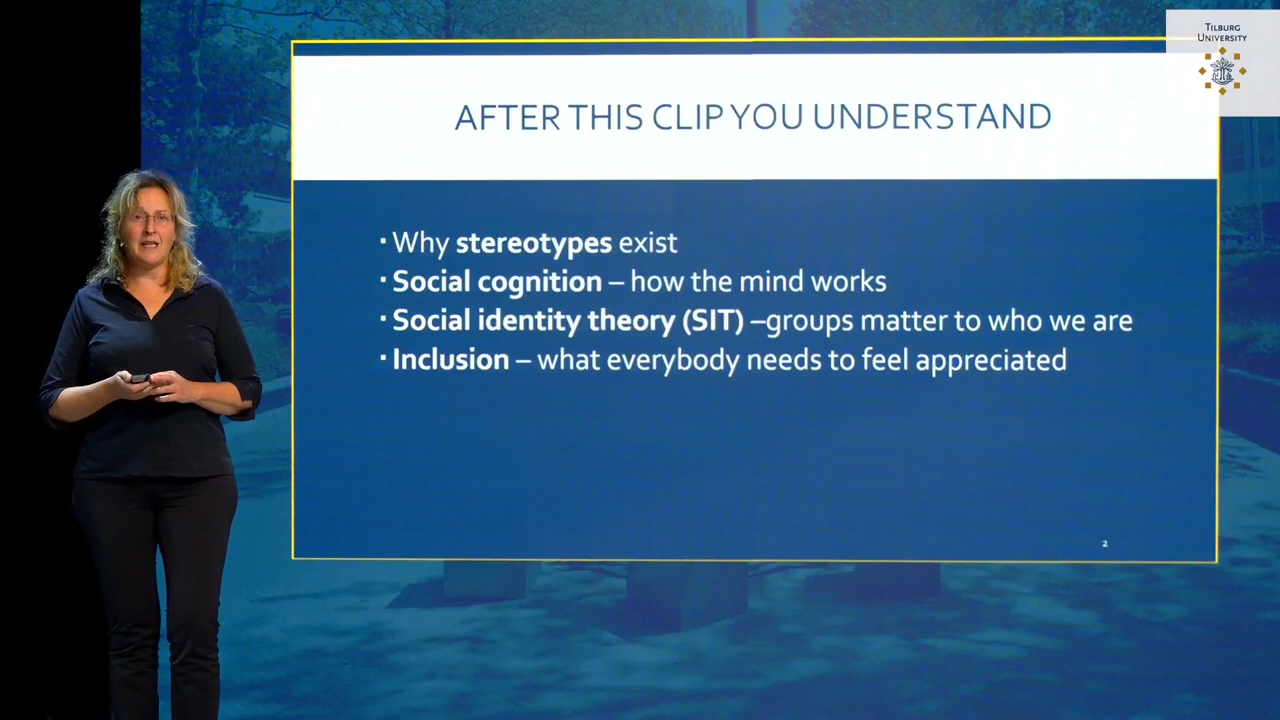 TILBURG
UNIVERSITY
AFTER THIS CLIP YOU UNDERSTAND
▪ Why stereotypes exist
▪ Social cognition – how the mind works
▪ Social identity theory (SIT) –groups matter to who we are
▪ Inclusion – what everybody needs to feel appreciated
2